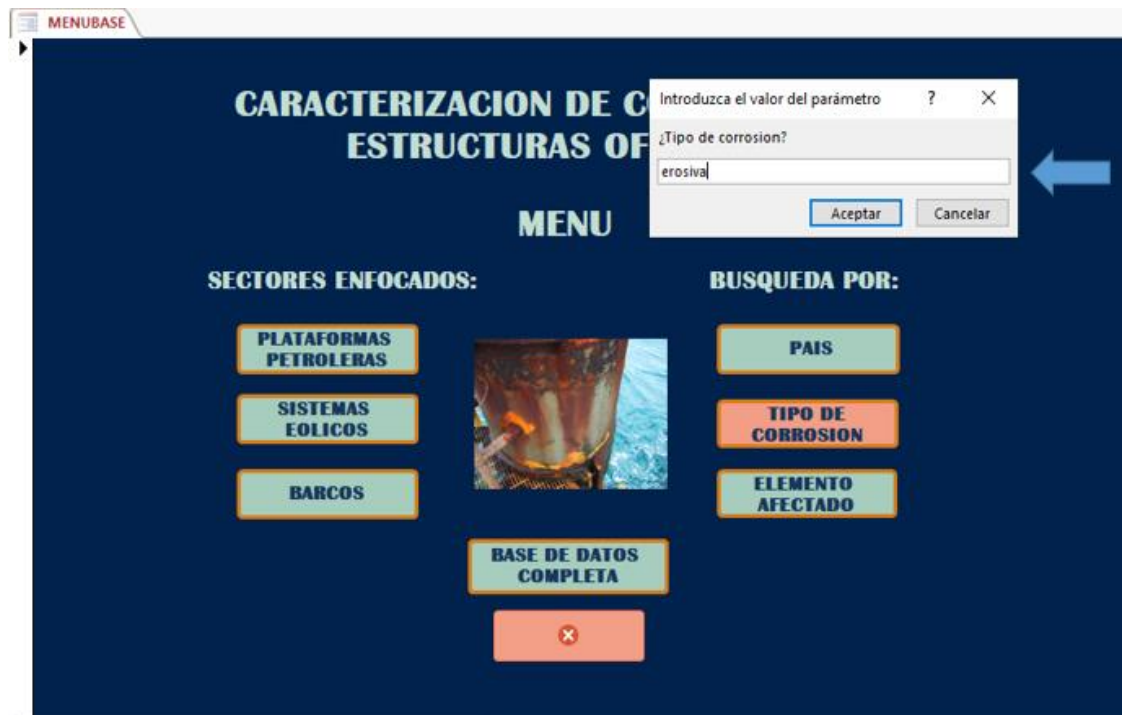 MENUBASE
CARACTERIZACION DE C
ESTRUCTURAS OF
Introduzca el valor del parámetro ? X
¿Tipo de corrosion?
erosiva
Aceptar Cancelar
MENU
SECTORES ENFOCADOS:
BUSQUEDA POR:
PLATAFORMAS
PETROLERAS
PAIS
SISTEMAS
EOLICOS
TIPO DE
CORROSION
BARCOS
ELEMENTO
AFECTADO
BASE DE DATOS
COMPLETA